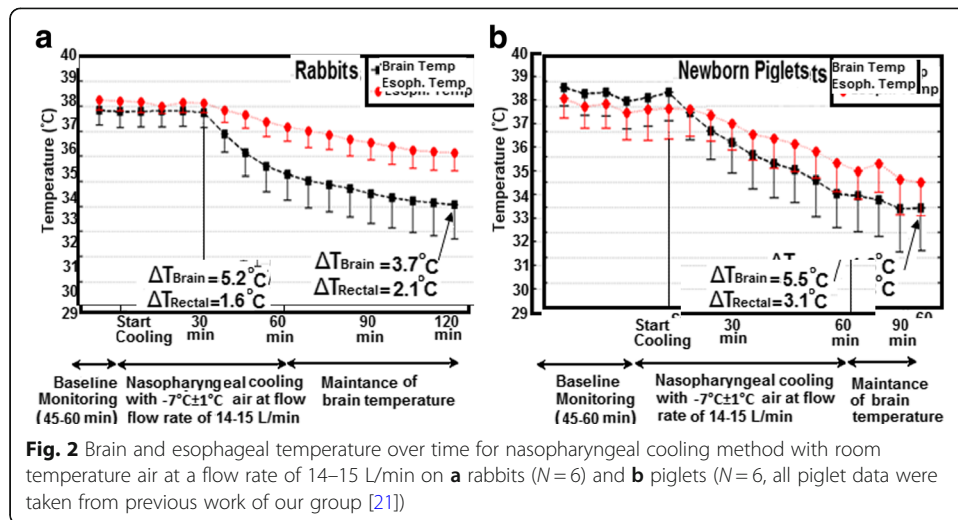 a
40
39
38
37
36
35
34
33
32
31
30
29
Temperature (°C)
Rabbits
Brain Temp
Esoph. Temp
ΔTBrain=5.2°C
ΔTRectal=1.6°C
ΔTBrain=3.7°C
ΔTRectal=2.1°C
Start Cooling
30 min
60 min
90 min
120 min
Baseline
Monitoring
(45-60 min)
Nasopharyngeal cooling
with -7°C±1°C air at flow
flow rate of 14-15 L/min
Maintance of
brain temperature
b
40
39
38
37
36
35
34
33
32
31
30
29
Temperature (°C)
Newborn Piglets
Brain Temp
Esoph. Temp
ΔTBrain=
5.5°C
ΔTRectal=
3.1°C
Start
Cooling
30
min
60
min
90
min
Baseline
Monitoring
(45-60 min)
Nasopharyngeal cooling
with -7°C±1°C air at flow
rate of 14-15 L/min
Maintance
of brain
temperature
Fig. 2 Brain and esophageal temperature over time for nasopharyngeal cooling method with room
temperature air at a flow rate of 14–15 L/min on a rabbits (N = 6) and b piglets (N = 6, all piglet data were
taken from previous work of our group [21])